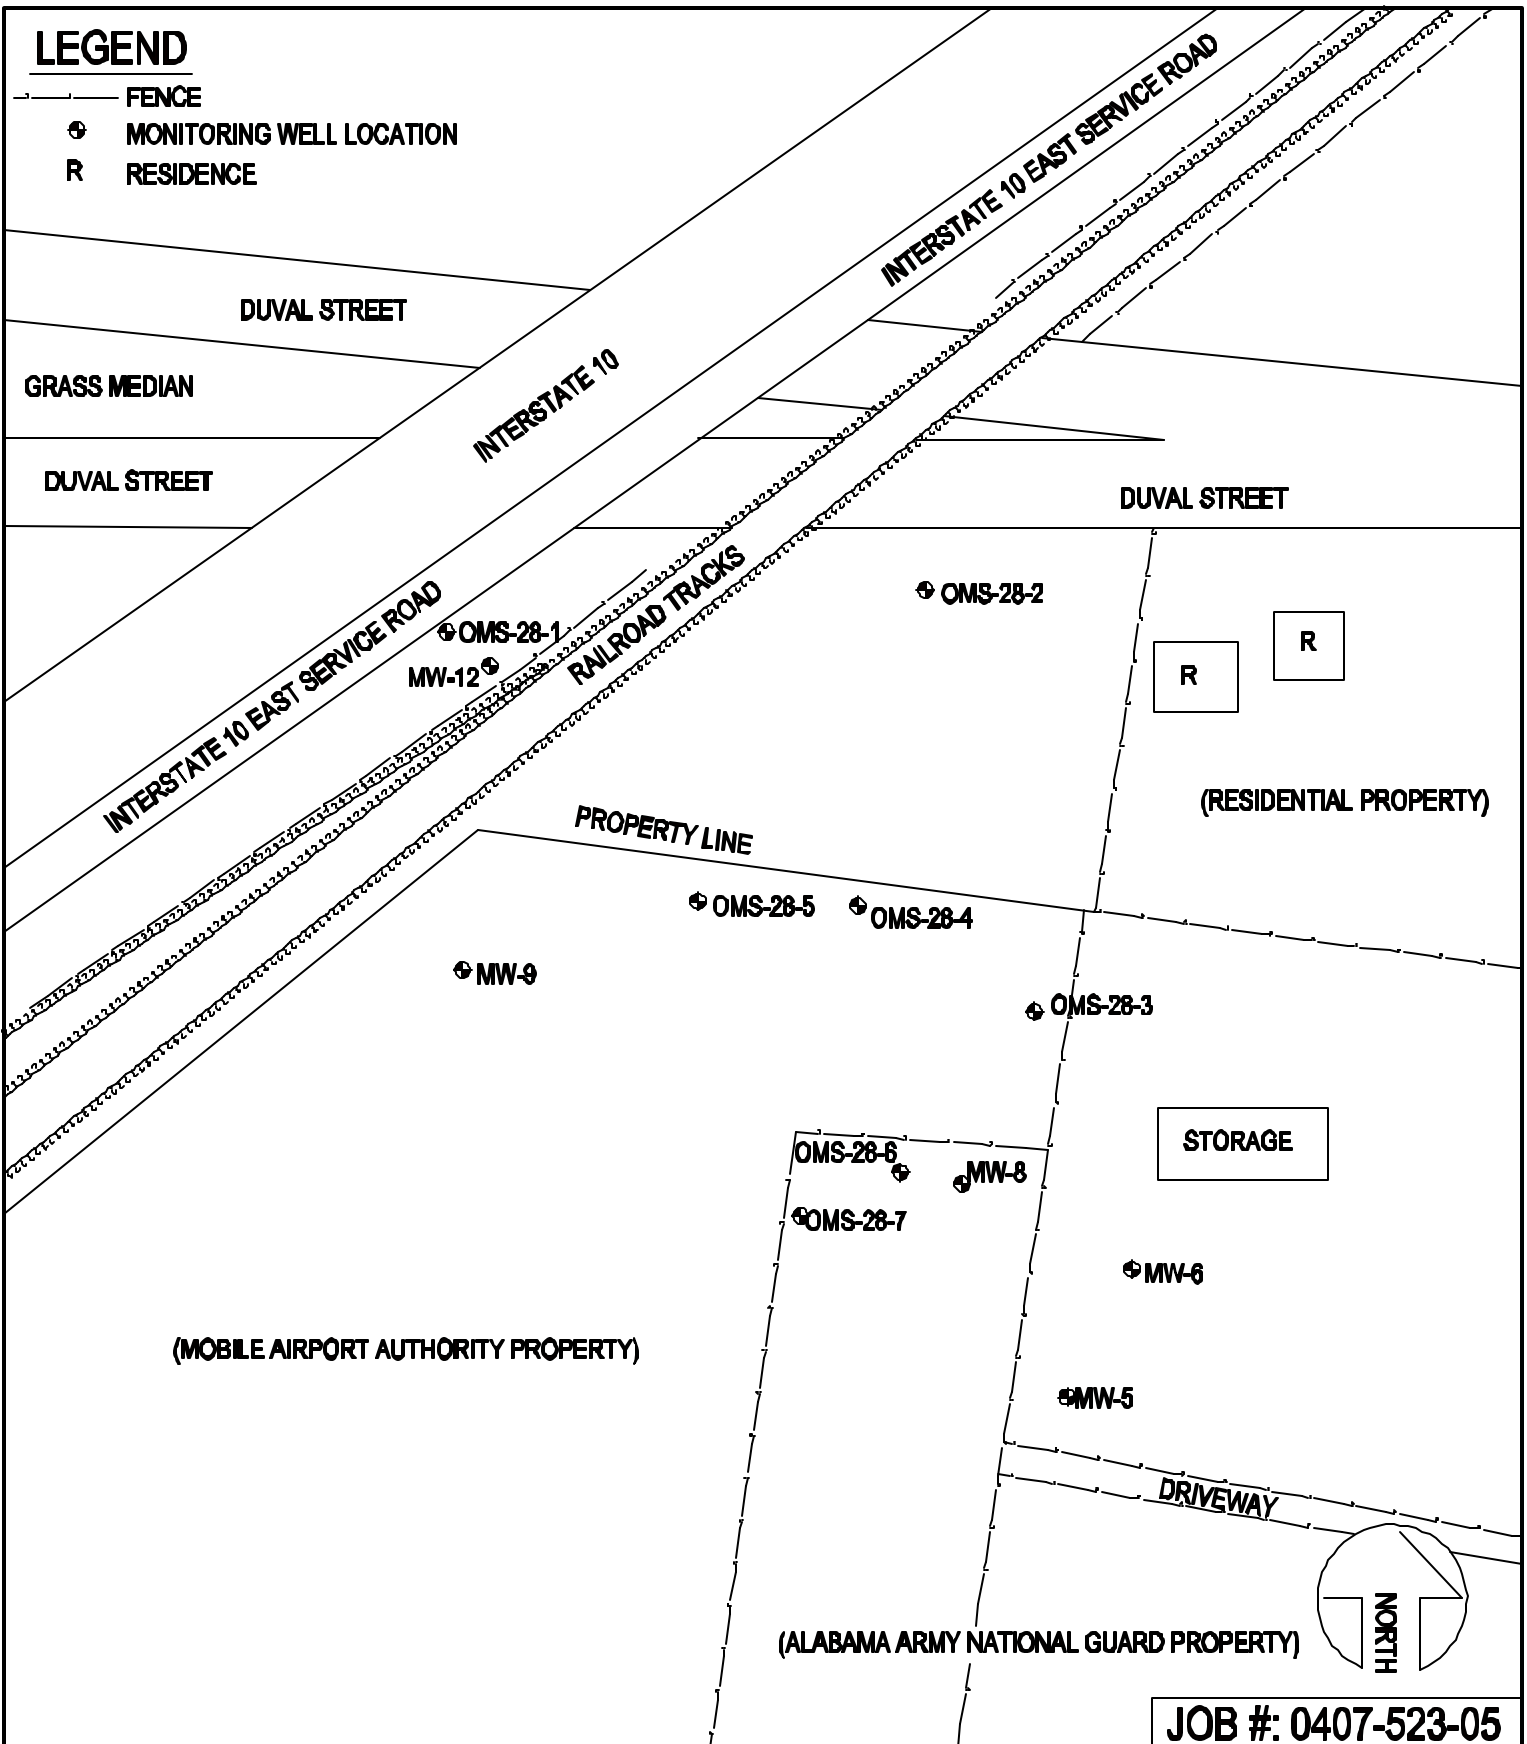 LEGEND
FENCE
MONITORING WELL LOCATION
R RESIDENCE
INTERSTATE 10 EAST SERVICE ROAD
DUVAL STREET
INTERSTATE 10
GRASS MEDIAN
DUVAL STREET
DUVAL STREET
RAILROAD TRACKS
OMS-28-2
INTERSTATE 10 EAST SERVICE ROAD
OMS-28-1
MW-12
R
R
(RESIDENTIAL PROPERTY)
PROPERTY LINE
OMS-28-5
OMS-28-4
MW-9
OMS-28-3
STORAGE
OMS-28-6
MW-8
OMS-28-7
MW-6
(MOBILE AIRPORT AUTHORITY PROPERTY)
MW-5
DRIVEWAY
NORTH
(ALABAMA ARMY NATIONAL GUARD PROPERTY)
JOB #: 0407-523-05